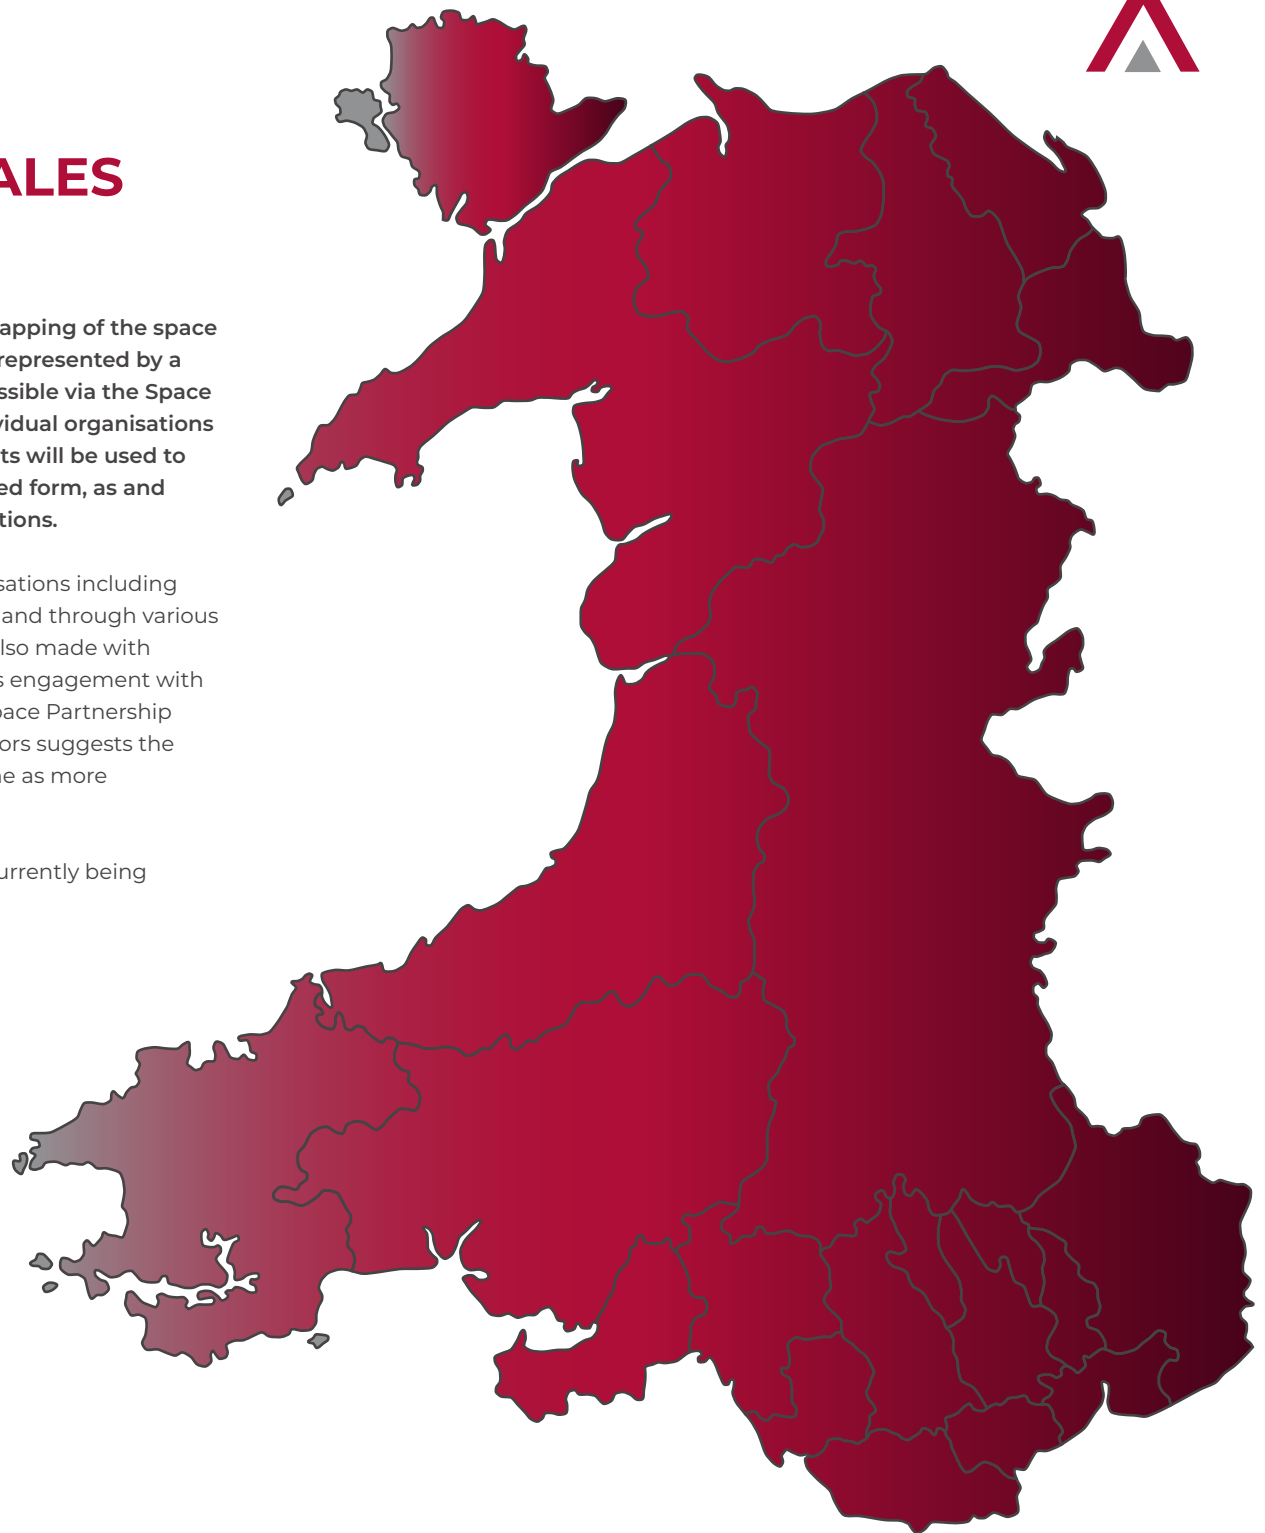 ALES
apping of the space
represented by a
ssible via the Space
vidual organisations
ts will be used to
ed form, as and
tions.
sations including
and through various
lso made with
s engagement with
pace Partnership
ors suggests the
ne as more
urrently being